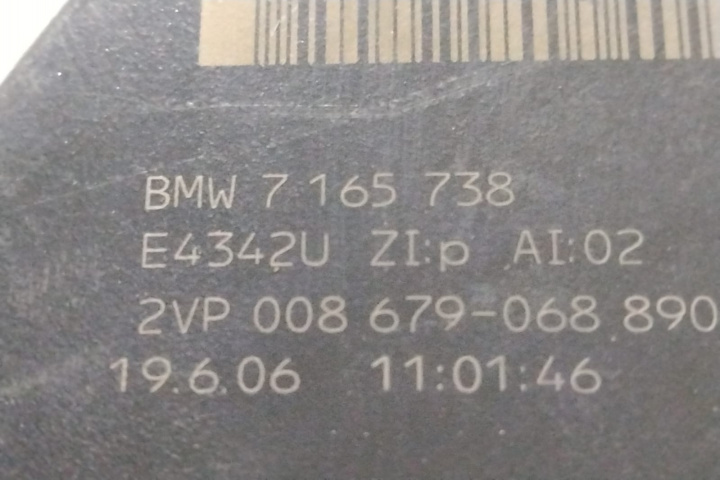 BMW 7 165 738
E4342U ZI:p AI:02
2VP 008 679-068 890
19.6.06 11:01:46